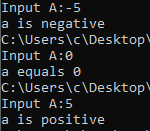 Input A:-5
a is negative
C:\Users\c\Desktop\
Input A:0
a equals 0
C:\Users\c\Desktop\
Input A:5
a is positive